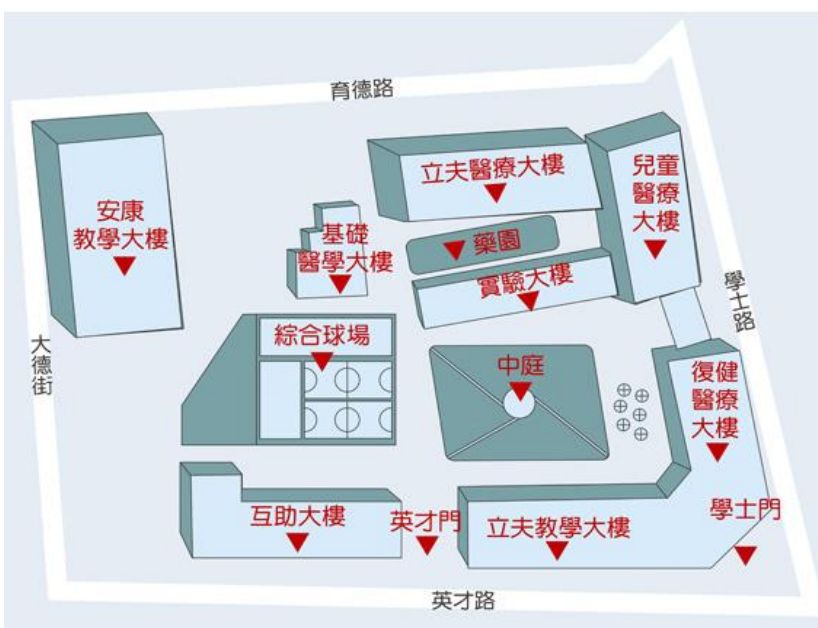 育德路
立夫醫療大樓
兒童
醫療
大樓
安康
教學大樓
基礎
醫學大樓
藥園
實驗大樓
學士路
大德街
綜合球場
中庭
復健
醫療
大樓
互助大樓
英才門
立夫教學大樓
學士門
英才路